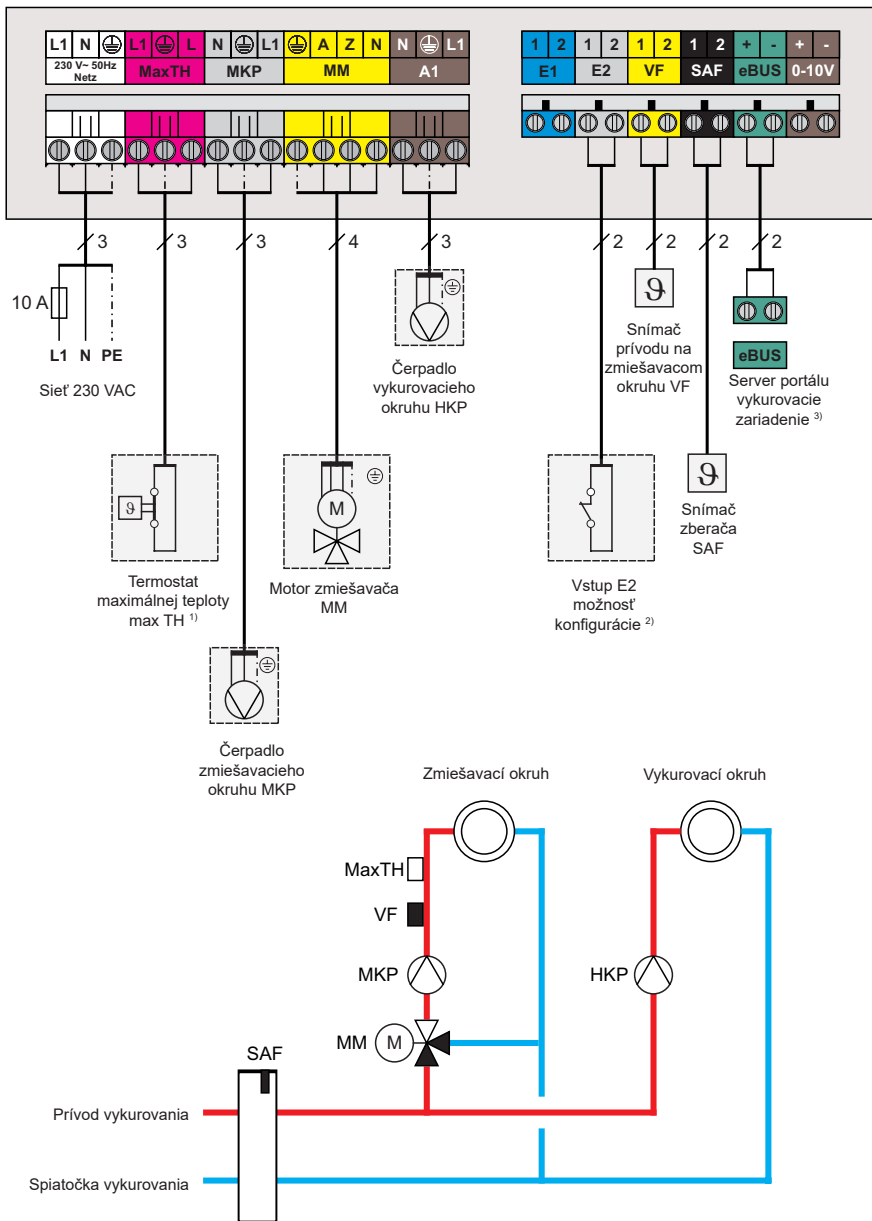 L1 N L1 L N L1 A Z N N L1
230 V~ 50Hz
Netz
MaxTH MKP MM A1
1 2 1 2 1 2 1 2 + - + -
E1 E2 VF SAF eBUS 0-10V
3 3 3 4 3 2 2 2 2
10 A
L1 N PE
Sieť 230 VAC
Čerpadlo
vykurovacieho
okruhu HKP
ϑ
Snímač
prívodu na
zmiešavacom
okruhu VF
eBUS
Server portálu
vykurovacie
zariadenie 3)
ϑ
Termostat
maximálnej teploty
max TH 1)
M
Motor zmiešavača
MM
Vstup E2
možnosť
konfigurácie 2)
ϑ
Snímač
zberača
SAF
Čerpadlo
zmiešavacieho
okruhu MKP
Zmiešavací okruh
Vykurovací okruh
MaxTH
VF
MKP
HKP
MM M
SAF
Prívod vykurovania
Spiatočka vykurovania